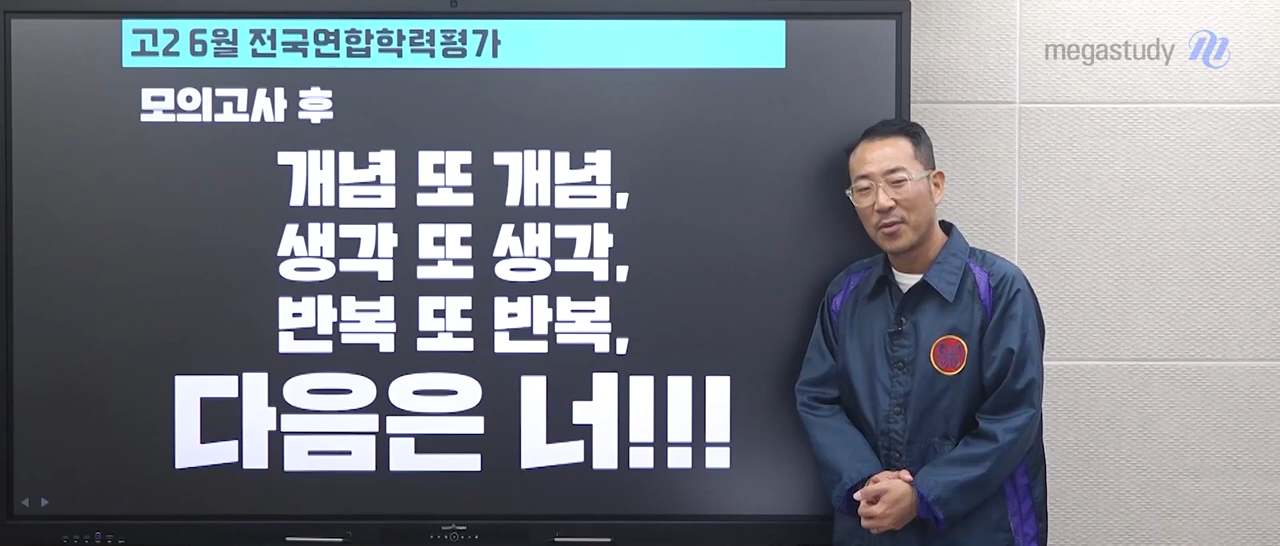 고2 6월 전국연합학력평가
megastudy
모의고사 후
개념 또 개념,
생각 또 생각,
반복 또 반복,
다음은 너!!!